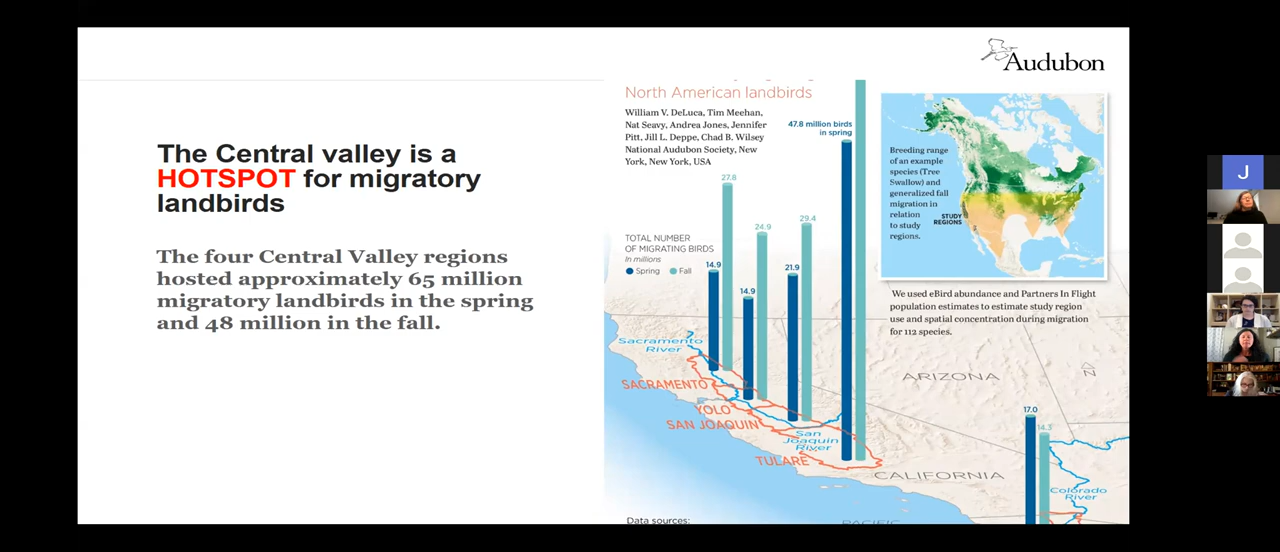 Audubon
The Central valley is a
HOTSPOT for migratory
landbirds
The four Central Valley regions
hosted approximately 65 million
migratory landbirds in the spring
and 48 million in the fall.
North American landbirds
William V. DeLuca, Tim Meehan,
Nat Seavy, Andrea Jones, Jennifer
Pitt, Jill L. Deppe, Chad B. Wilsey
National Audubon Society, New
York, New York, USA
47.8 million birds
in spring
27.8
24.9
29.4
TOTAL NUMBER
OF MIGRATING BIRDS
In millions
Spring Fall
14.9
14.9
21.9
Breeding range
of an example
species (Tree
Swallow) and
generalized fall
migration in
relation
to study
regions.
STUDY
REGIONS
We used eBird abundance and Partners In Flight
population estimates to estimate study region
use and spatial concentration during migration
for 112 species.
Sacramento
River
SACRAMENTO
YOLO
SAN JOAQUIN
San
Joaquin
River
TULARE
ARIZONA
N
CALIFORNIA
17.0
14.3
Colorado
River
PACIFIC
Data sources:
J